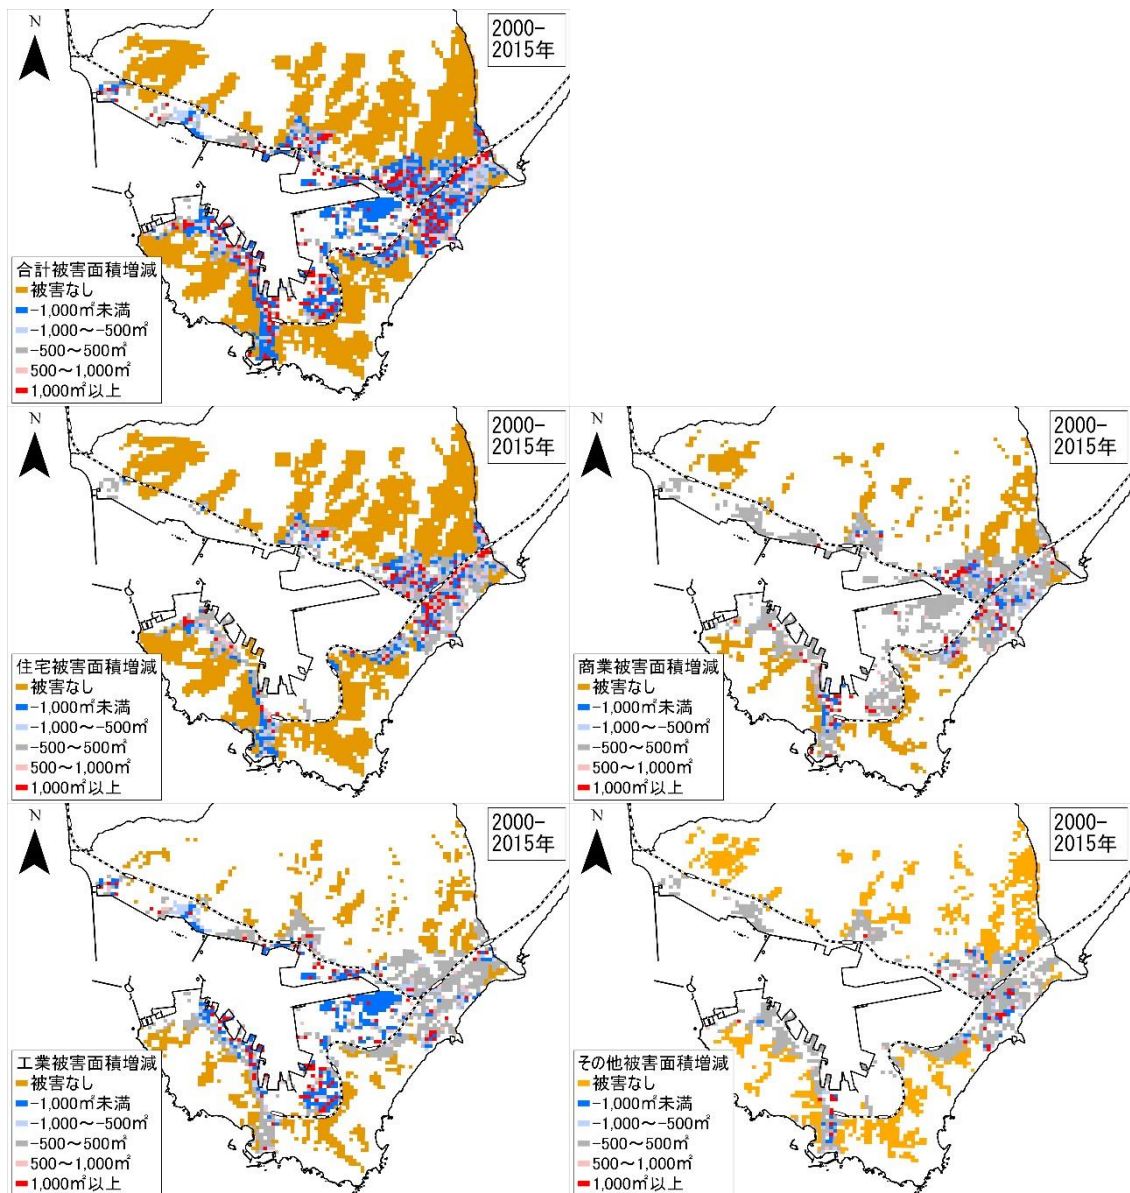 N
2000-
2015年
合計被害面積増減
被害なし
-1,000㎡未満
-1,000～-500㎡
-500～500㎡
500～1,000㎡
1,000㎡以上
N
2000-
2015年
住宅被害面積増減
被害なし
-1,000㎡未満
-1,000～-500㎡
-500～500㎡
500～1,000㎡
1,000㎡以上
N
2000-
2015年
商業被害面積増減
被害なし
-1,000㎡未満
-1,000～-500㎡
-500～500㎡
500～1,000㎡
1,000㎡以上
N
2000-
2015年
工業被害面積増減
被害なし
-1,000㎡未満
-1,000～-500㎡
-500～500㎡
500～1,000㎡
1,000㎡以上
N
2000-
2015年
その他被害面積増減
被害なし
-1,000㎡未満
-1,000～-500㎡
-500～500㎡
500～1,000㎡
1,000㎡以上